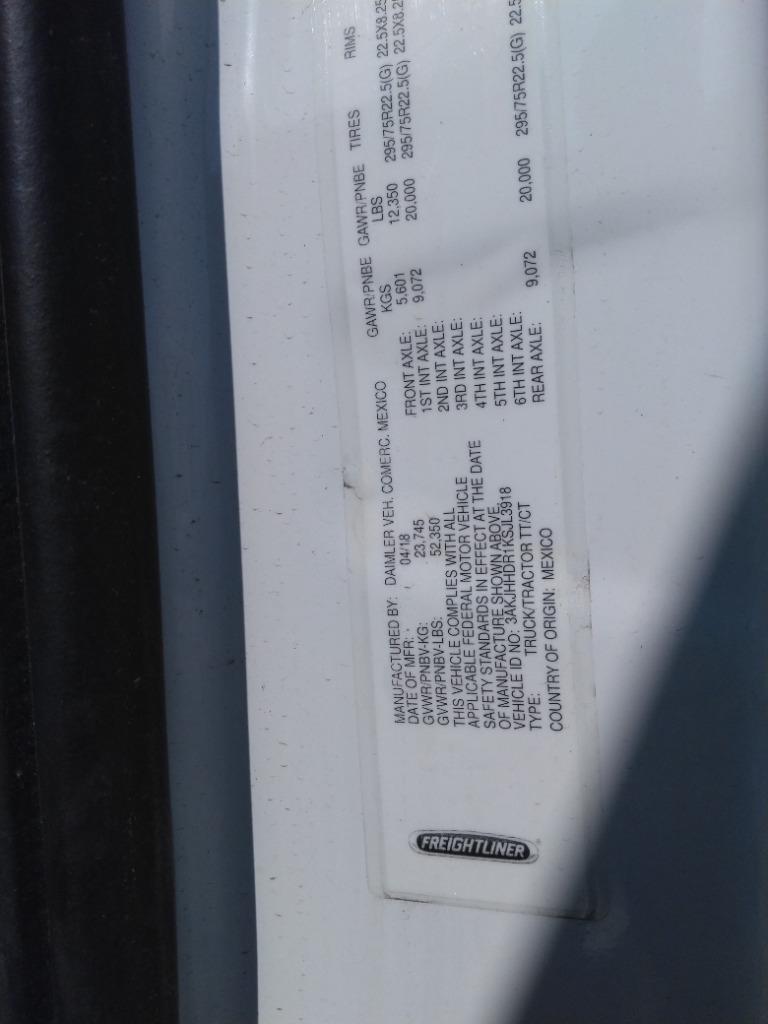 FREIGHTLINER
MANUFACTURED BY: DAIMLER VEH. COMERC. MEXICO
DATE OF MFR: 04/18
GVWR/PNBV-KG: 23,745
GVWR/PNBV-LBS: 52,350
THIS VEHICLE COMPLIES WITH ALL
APPLICABLE FEDERAL MOTOR VEHICLE
SAFETY STANDARDS IN EFFECT AT THE DATE
OF MANUFACTURE SHOWN ABOVE.
VEHICLE ID NO: 3AKJHHDR1KSJL3918
TYPE: TRUCK/TRACTOR TT/CT
COUNTRY OF ORIGIN: MEXICO
GAWR/PNBE GAWR/PNBE TIRES RIMS
KGS LBS
FRONT AXLE: 5,601 12,350 295/75R22.5(G) 22.5X8.25
1ST INT AXLE: 9,072 20,000 295/75R22.5(G) 22.5X8.25
2ND INT AXLE:
3RD INT AXLE:
4TH INT AXLE:
5TH INT AXLE:
6TH INT AXLE:
REAR AXLE: 9,072 20,000 295/75R22.5(G) 22.5